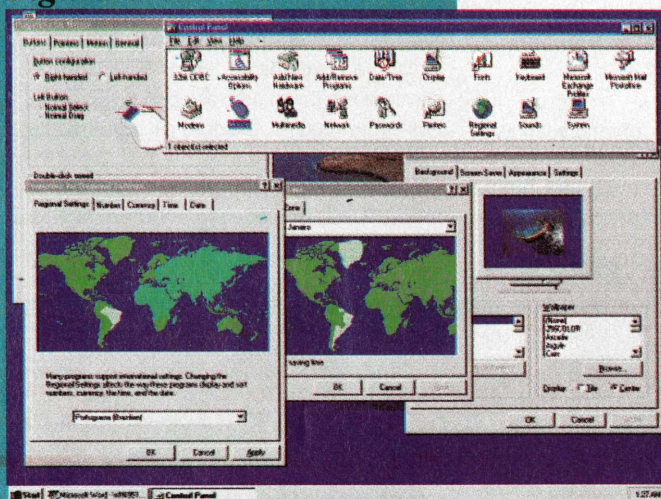 Control Panel
File Edit View Help
32bit ODBC
Accessibility Options
Add New Hardware
Add/Remove Programs
Date/Time
Display
Fonts
Keyboard
Microsoft Exchange Profiles
Microsoft Mail Postoffice
Modems
Mouse
Multimedia
Network
Passwords
Printers
Regional Settings
Sounds
System
1 object(s) selected
Buttons Pointers Motion General
Button configuration
Right-handed Left-handed
Left Button:
Normal Select
Normal Drag
Double-click speed
Regional Settings Number Currency Time Date
Many programs support international settings. Changing the
Regional Settings affects the way these programs display and sort
numbers, currency, the time, and the date.
Portuguese (Brazilian)
OK Cancel Apply
Zone
Janeiro
saving time
OK Cancel
Background Screen Saver Appearance Settings
Wallpaper
(None)
256COLOR
Arcade
Argyle
Cars
Browse...
Display: Tile Center
OK Cancel
Start Microsoft Word Control Panel
1:27 AM